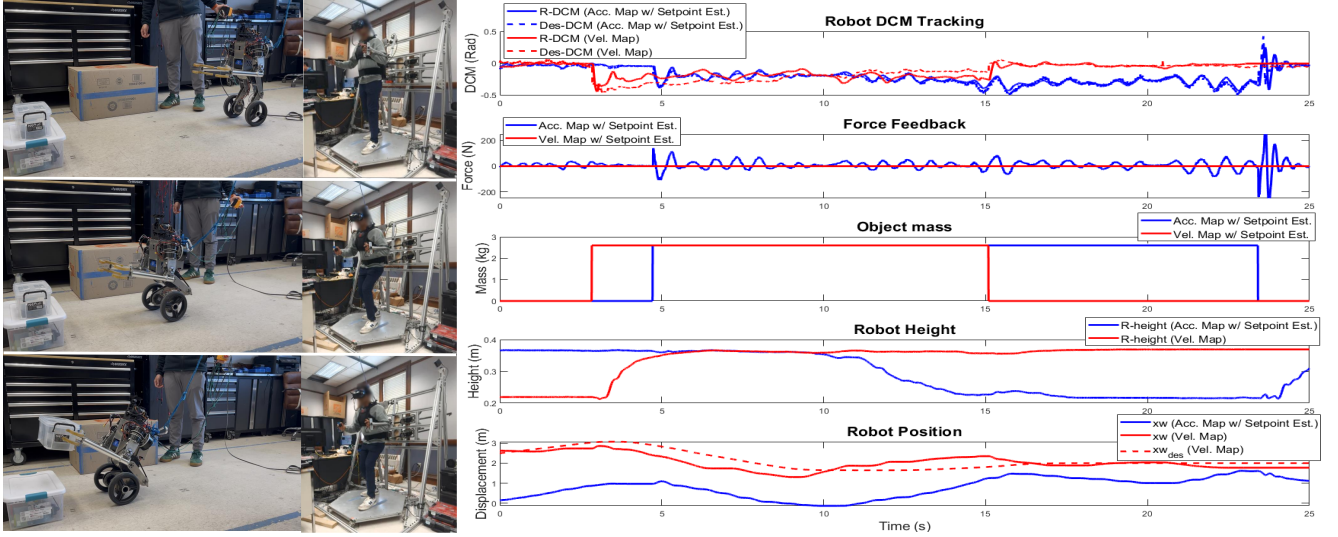 Robot DCM Tracking
R-DCM (Acc. Map w/ Setpoint Est.)
Des-DCM (Acc. Map w/ Setpoint Est.)
R-DCM (Vel. Map)
Des-DCM (Vel. Map)
DCM (Rad)
0.5
0
-0.5
0 5 10 15 20 25
Force Feedback
Acc. Map w/ Setpoint Est.
Vel. Map w/ Setpoint Est.
Force (N)
200
0
-200
0 5 10 15 20 25
Object mass
Acc. Map w/ Setpoint Est.
Vel. Map w/ Setpoint Est.
Mass (kg)
3
2
1
0
0 5 10 15 20 25
Robot Height
R-height (Acc. Map w/ Setpoint Est.)
R-height (Vel. Map)
Height (m)
0.4
0.3
0.2
0 5 10 15 20 25
Robot Position
xw (Acc. Map w/ Setpoint Est.)
xw (Vel. Map)
xw_des (Vel. Map)
Displacement (m)
3
2
1
0
0 5 10 15 20 25
Time (s)